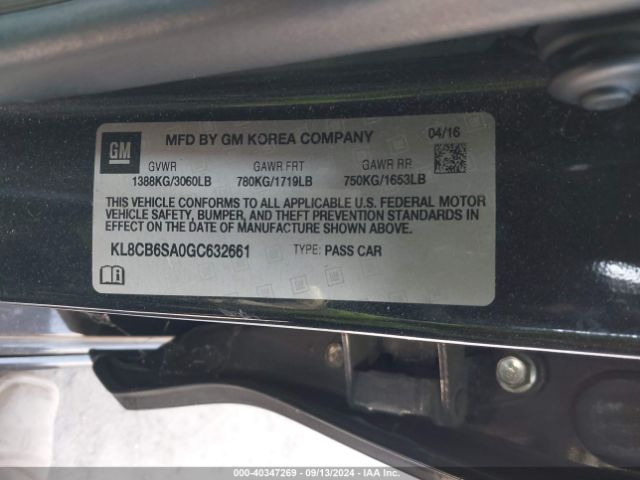 GM
MFD BY GM KOREA COMPANY
04/16
GVWR GAWR FRT GAWR RR
1388KG/3060LB 780KG/1719LB 750KG/1653LB
THIS VEHICLE CONFORMS TO ALL APPLICABLE U.S. FEDERAL MOTOR
VEHICLE SAFETY, BUMPER, AND THEFT PREVENTION STANDARDS IN
EFFECT ON THE DATE OF MANUFACTURE SHOWN ABOVE.
KL8CB6SA0GC632661 TYPE: PASS CAR
000-40347269 - 09/13/2024 - IAA Inc.